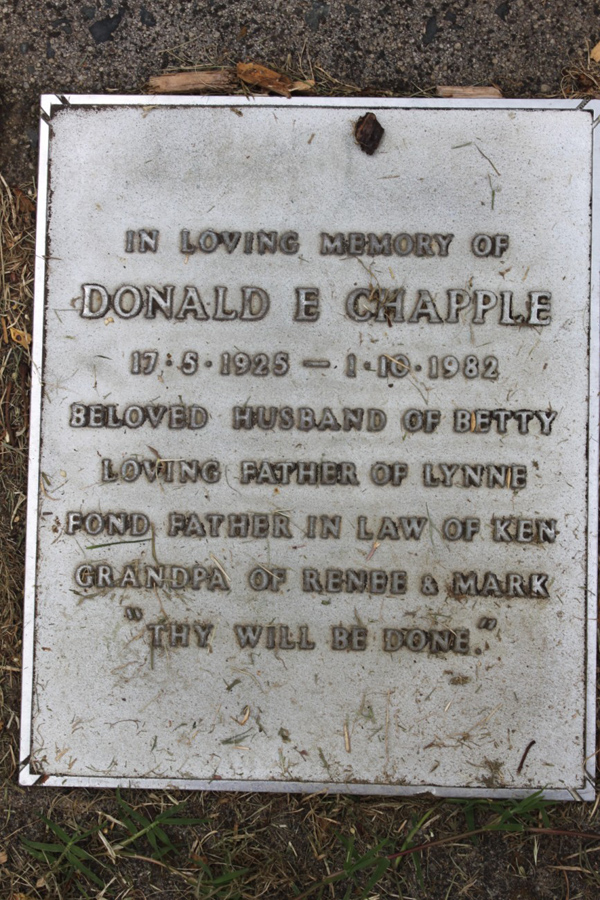 IN LOVING MEMORY OF
DONALD E CHAPPLE
17·5·1925 — 1·10·1982
BELOVED HUSBAND OF BETTY
LOVING FATHER OF LYNNE
FOND FATHER IN LAW OF KEN
GRANDPA OF RENEE & MARK
"THY WILL BE DONE."